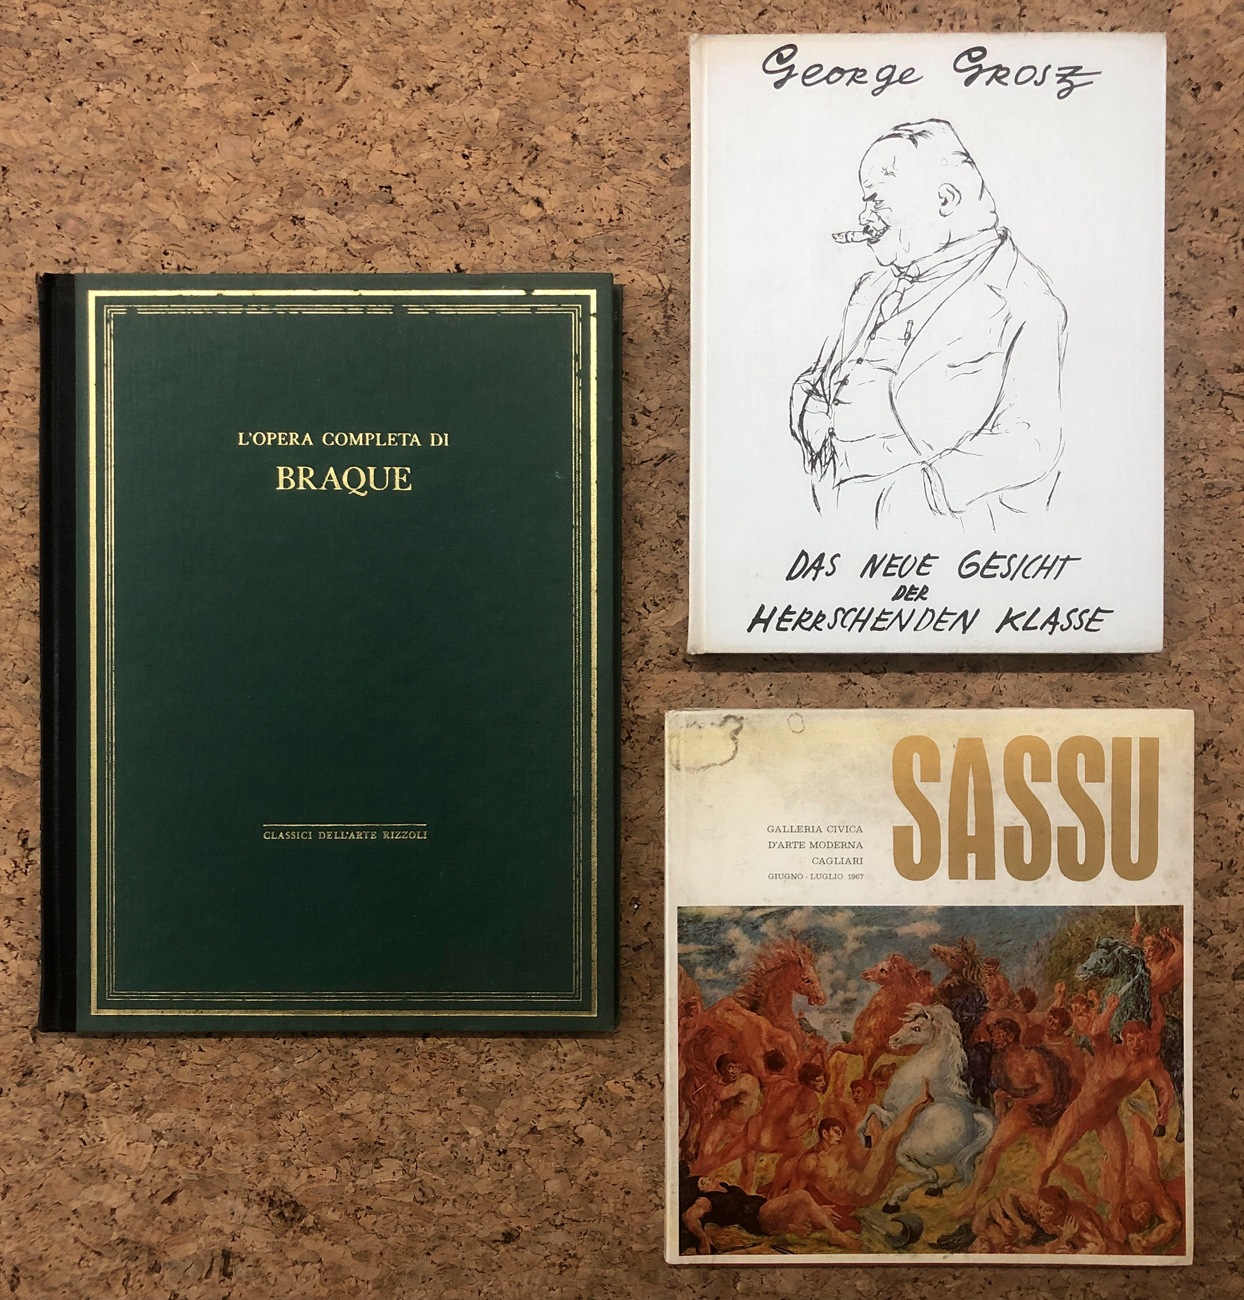 L'OPERA COMPLETA DI
BRAQUE
CLASSICI DELL'ARTE RIZZOLI
George Grosz
DAS NEUE GESICHT
DER
HERRSCHENDEN KLASSE
SASSU
GALLERIA CIVICA
D'ARTE MODERNA
CAGLIARI
GIUGNO - LUGLIO 1967